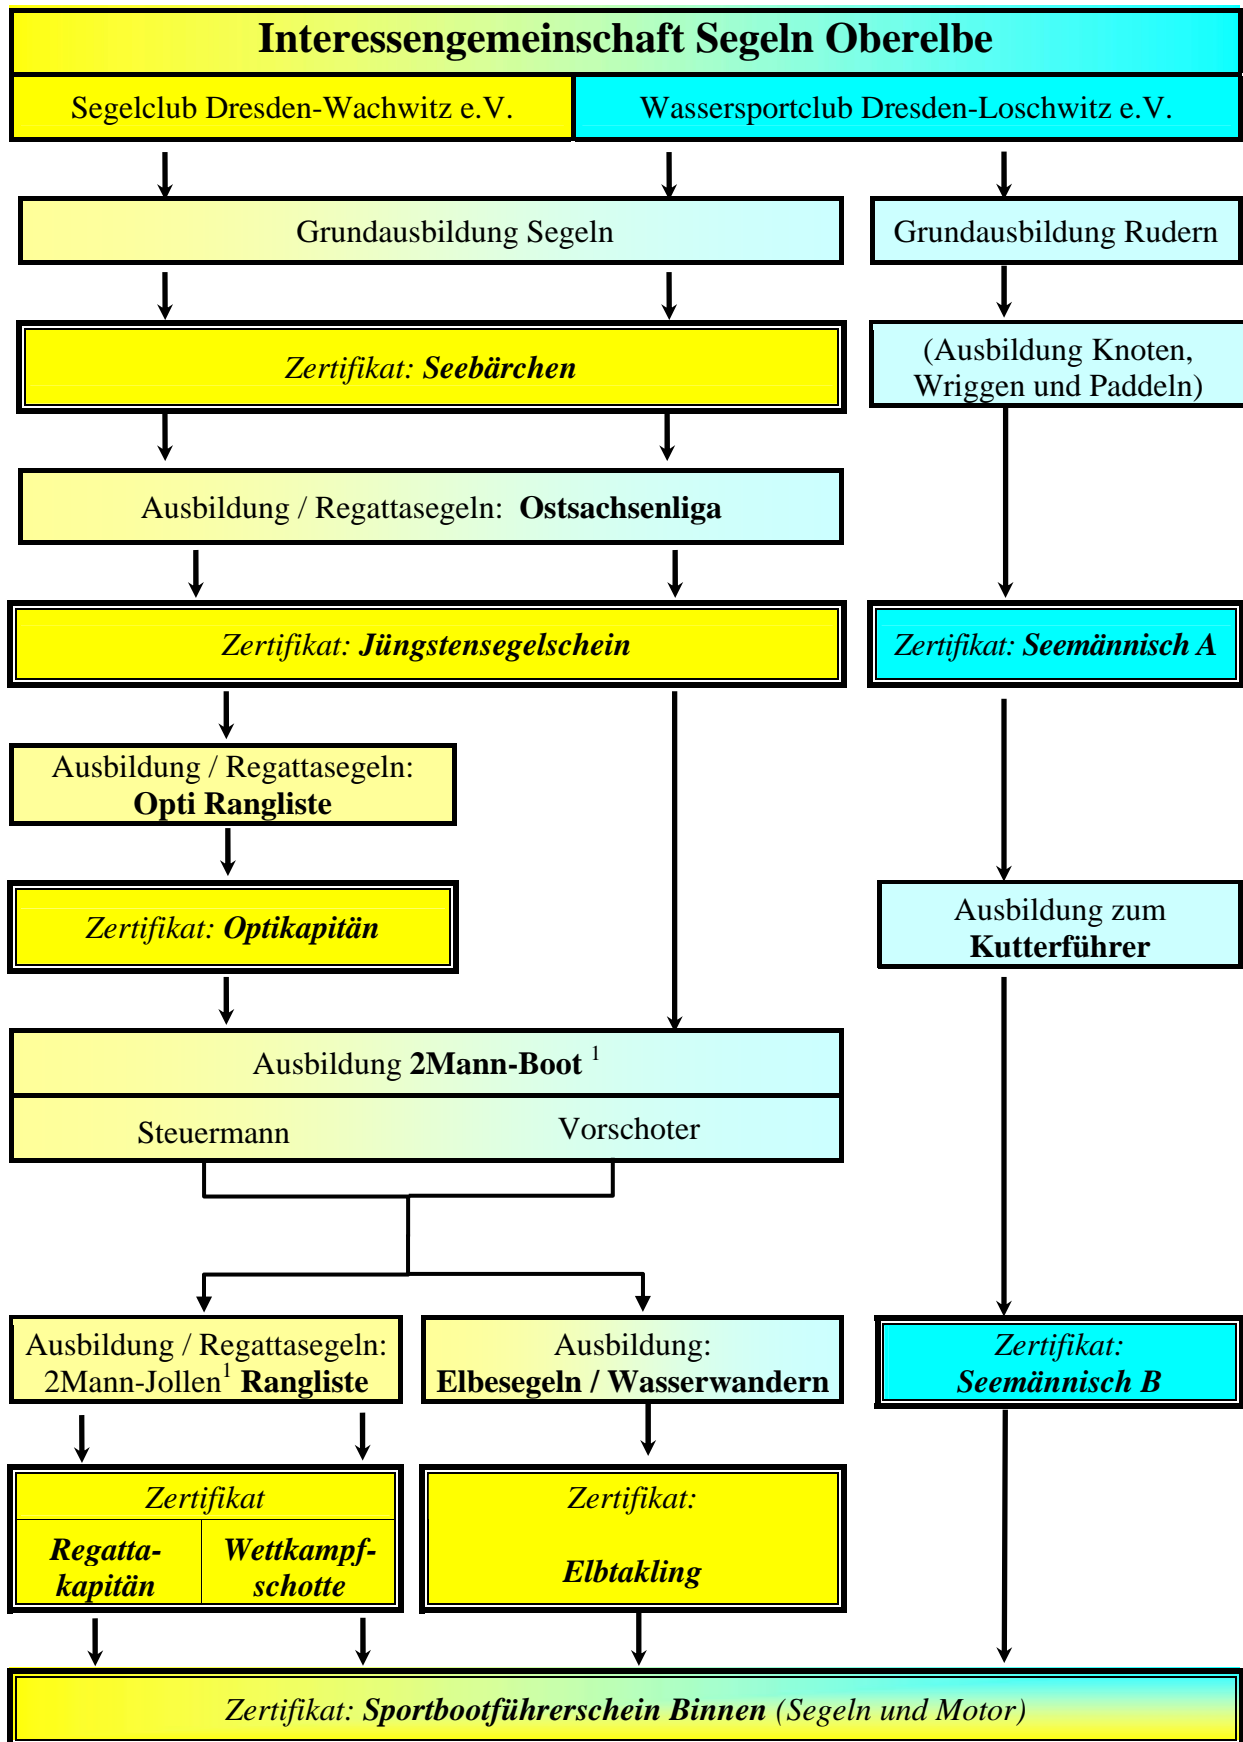 Interessengemeinschaft Segeln Oberelbe
Segelclub Dresden-Wachwitz e.V.
Wassersportclub Dresden-Loschwitz e.V.
Grundausbildung Segeln
Grundausbildung Rudern
Zertifikat: Seebärchen
(Ausbildung Knoten,
Wriggen und Paddeln)
Ausbildung / Regattasegeln: Ostsachsenliga
Zertifikat: Jüngstensegelschein
Zertifikat: Seemännisch A
Ausbildung / Regattasegeln:
Opti Rangliste
Zertifikat: Optikapitän
Ausbildung zum
Kutterführer
Ausbildung 2Mann-Boot 1
Steuermann
Vorschoter
Ausbildung / Regattasegeln:
2Mann-Jollen1 Rangliste
Ausbildung:
Elbesegeln / Wasserwandern
Zertifikat:
Seemännisch B
Zertifikat
Regatta-
kapitän
Wettkampf-
schotte
Zertifikat:
Elbtakling
Zertifikat: Sportbootführerschein Binnen (Segeln und Motor)